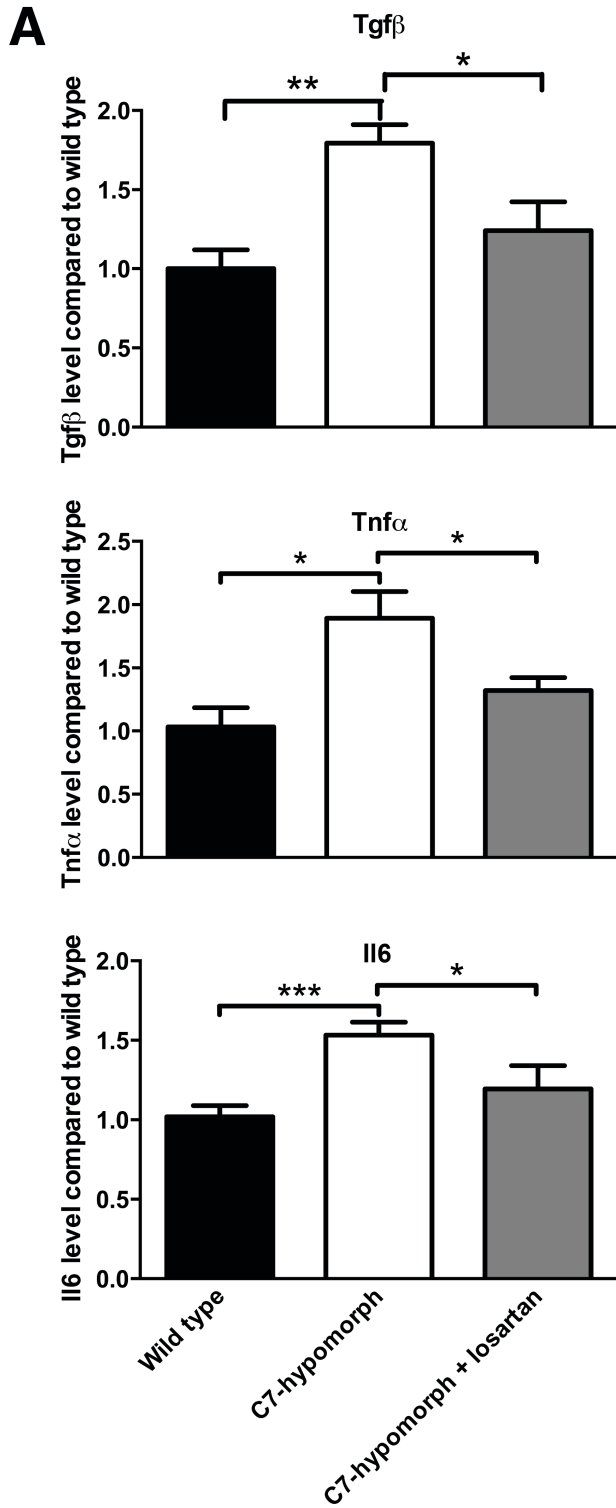 A
Tgfβ
** *
Tgfβ level compared to wild type
2.0
1.5
1.0
0.5
0.0
Tnfα
* *
Tnfα level compared to wild type
2.5
2.0
1.5
1.0
0.5
0.0
Il6
*** *
Il6 level compared to wild type
2.0
1.5
1.0
0.5
0.0
Wild type
C7-hypomorph
C7-hypomorph + losartan